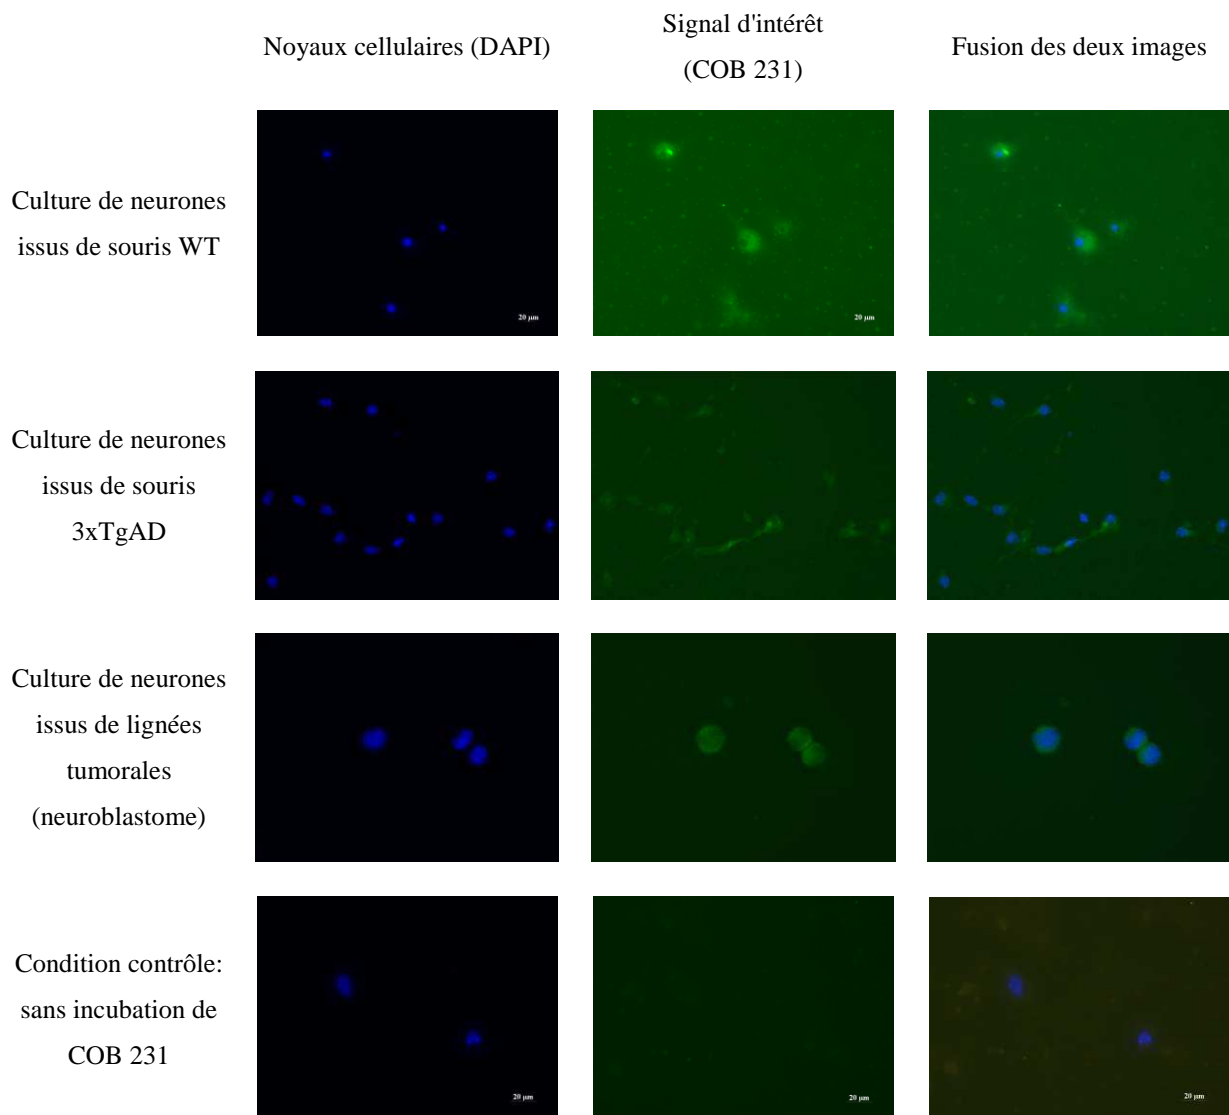 Noyaux cellulaires (DAPI)
Signal d'intérêt
(COB 231)
Fusion des deux images
Culture de neurones
issus de souris WT
20 µm
20 µm
Culture de neurones
issus de souris
3xTgAD
Culture de neurones
issus de lignées
tumorales
(neuroblastome)
Condition contrôle:
sans incubation de
COB 231
20 µm
20 µm
20 µm